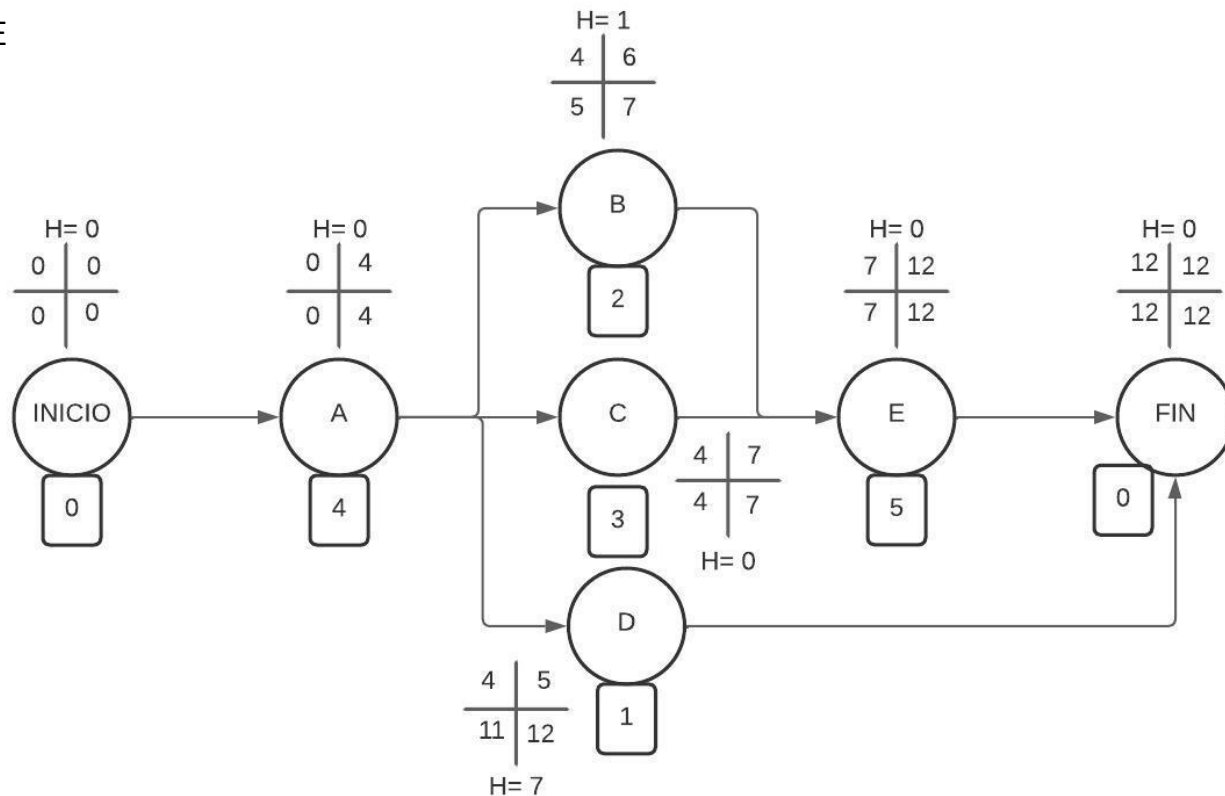 E
H= 1
4 6
5 7
B
2
H= 0
0 0
0 0
INICIO
0
H= 0
0 4
0 4
A
4
C
3
4 7
4 7
H= 0
H= 0
7 12
7 12
E
5
H= 0
12 12
12 12
FIN
0
D
1
4 5
11 12
H= 7